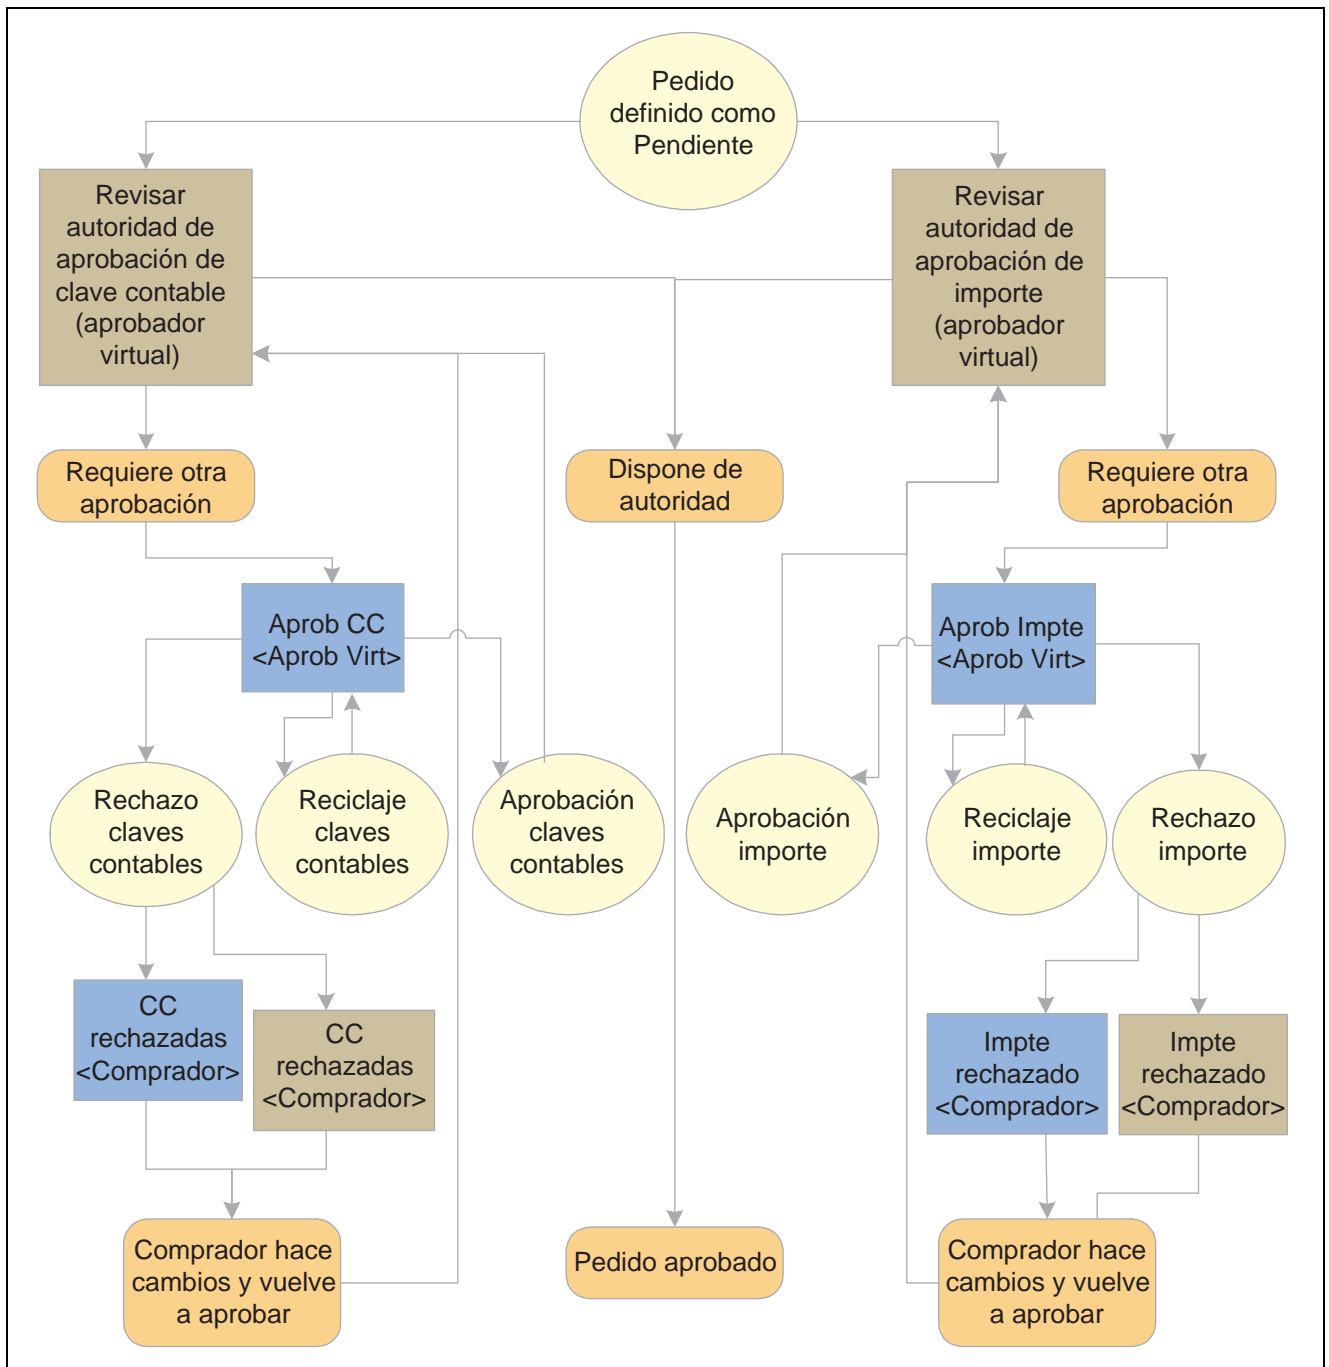 Pedido
definido como
Pendiente
Revisar
autoridad de
aprobación de
clave contable
(aprobador
virtual)
Revisar
autoridad de
aprobación de
importe
(aprobador
virtual)
Requiere otra
aprobación
Dispone de
autoridad
Requiere otra
aprobación
Aprob CC
<Aprob Virt>
Aprob Impte
<Aprob Virt>
Rechazo
claves
contables
Reciclaje
claves
contables
Aprobación
claves
contables
Aprobación
importe
Reciclaje
importe
Rechazo
importe
CC
rechazadas
<Comprador>
CC
rechazadas
<Comprador>
Impte
rechazado
<Comprador>
Impte
rechazado
<Comprador>
Comprador hace
cambios y vuelve
a aprobar
Pedido aprobado
Comprador hace
cambios y vuelve
a aprobar